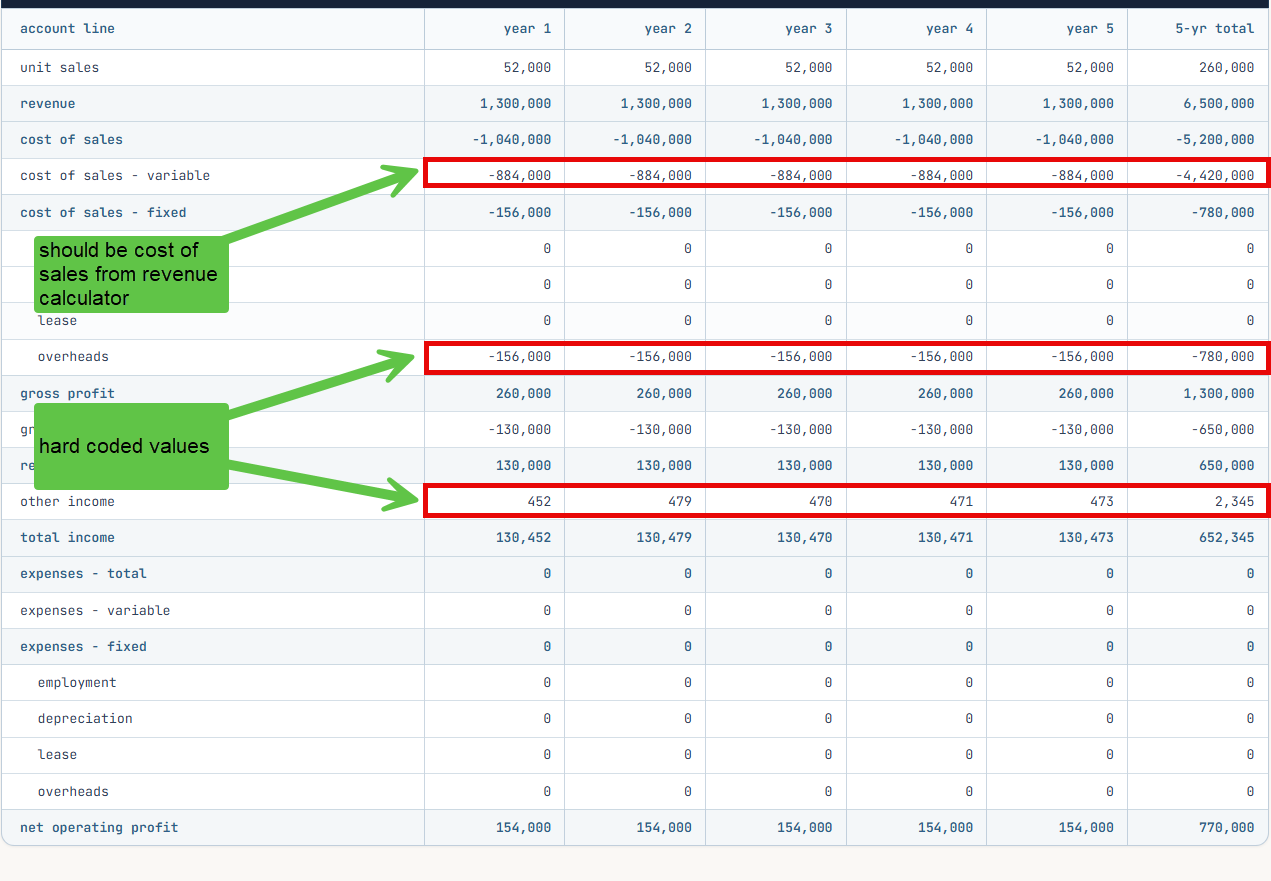 account line year 1 year 2 year 3 year 4 year 5 5-yr total
unit sales 52,000 52,000 52,000 52,000 52,000 260,000
revenue 1,300,000 1,300,000 1,300,000 1,300,000 1,300,000 6,500,000
cost of sales -1,040,000 -1,040,000 -1,040,000 -1,040,000 -1,040,000 -5,200,000
cost of sales - variable -884,000 -884,000 -884,000 -884,000 -884,000 -4,420,000
cost of sales - fixed -156,000 -156,000 -156,000 -156,000 -156,000 -780,000
should be cost of
sales from revenue
calculator
0 0 0 0 0 0
0 0 0 0 0 0
lease 0 0 0 0 0 0
overheads -156,000 -156,000 -156,000 -156,000 -156,000 -780,000
gross profit 260,000 260,000 260,000 260,000 260,000 1,300,000
hard coded values
-130,000 -130,000 -130,000 -130,000 -130,000 -650,000
130,000 130,000 130,000 130,000 130,000 650,000
other income 452 479 470 471 473 2,345
total income 130,452 130,479 130,470 130,471 130,473 652,345
expenses - total 0 0 0 0 0 0
expenses - variable 0 0 0 0 0 0
expenses - fixed 0 0 0 0 0 0
employment 0 0 0 0 0 0
depreciation 0 0 0 0 0 0
lease 0 0 0 0 0 0
overheads 0 0 0 0 0 0
net operating profit 154,000 154,000 154,000 154,000 154,000 770,000